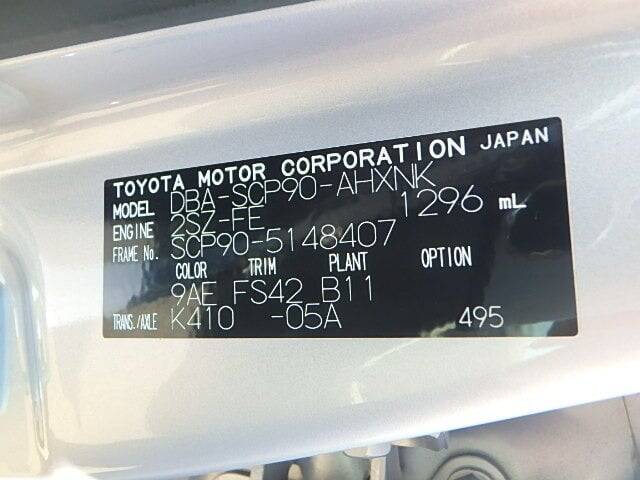 TOYOTA MOTOR CORPORATION JAPAN
MODEL DBA-SCP90-AHXNK
ENGINE 2SZ-FE 1296 mL
FRAME No. SCP90-5148407
COLOR TRIM PLANT OPTION
9AE FS42 B11
TRANS./AXLE K410 -05A 495